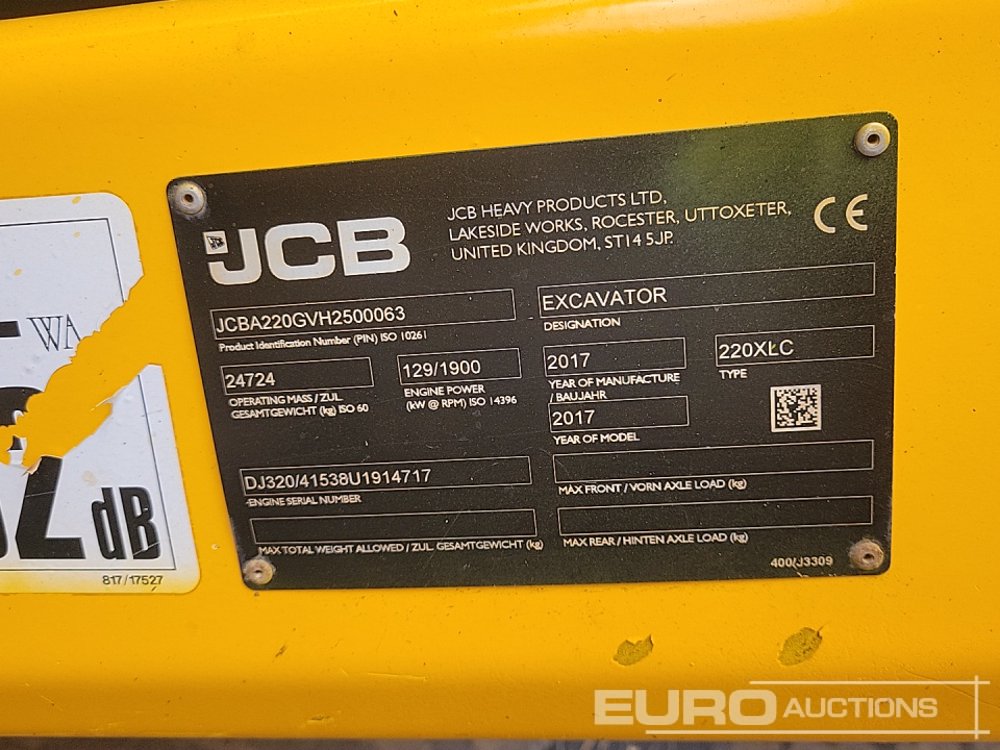 JCB
JCB HEAVY PRODUCTS LTD,
LAKESIDE WORKS, ROCESTER, UTTOXETER,
UNITED KINGDOM, ST14 5JP.
CE
JCBA220GVH2500063
Product Identification Number (PIN) ISO 10261
EXCAVATOR
DESIGNATION
24724
OPERATING MASS / ZUL.
GESAMTGEWICHT (kg) ISO 60
129/1900
ENGINE POWER
(kW @ RPM) ISO 14396
2017
YEAR OF MANUFACTURE
/ BAUJAHR
220XLC
TYPE
2017
YEAR OF MODEL
DJ320/41538U1914717
ENGINE SERIAL NUMBER
MAX FRONT / VORN AXLE LOAD (kg)
MAX TOTAL WEIGHT ALLOWED / ZUL. GESAMTGEWICHT (kg)
MAX REAR / HINTEN AXLE LOAD (kg)
400/J3309
WA
dB
817/17527
EURO AUCTIONS